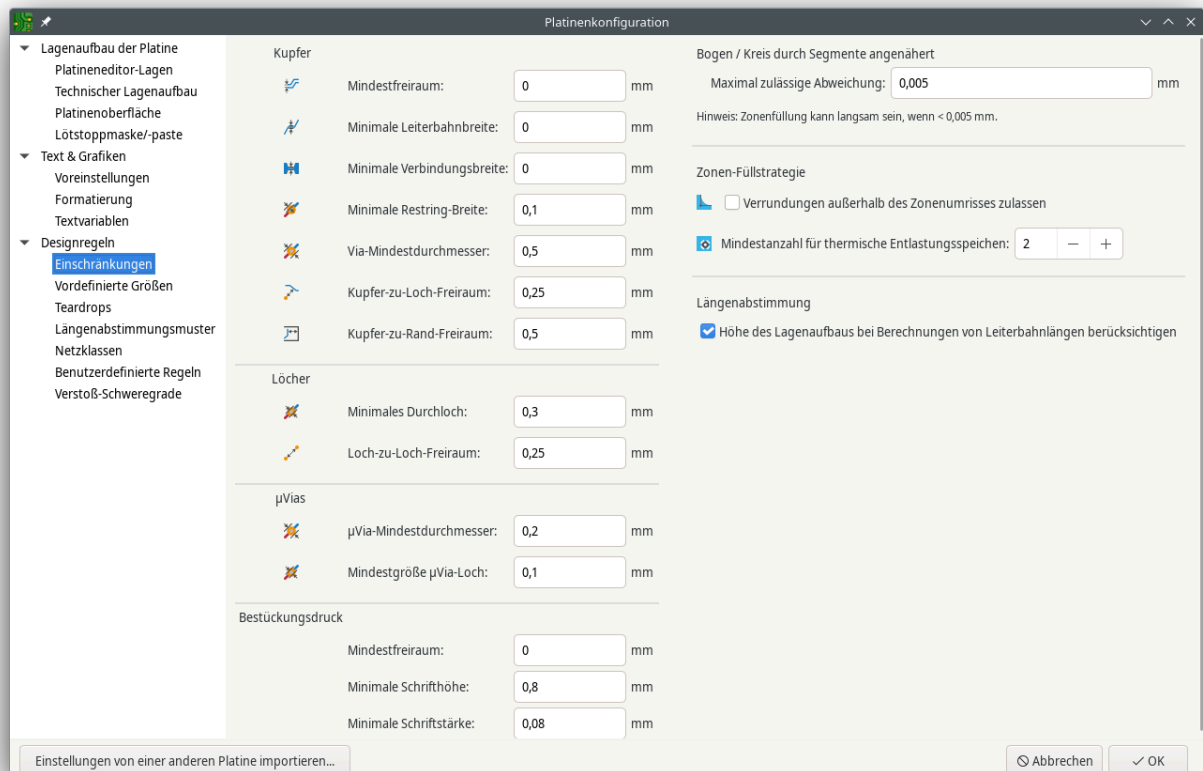 Platinenkonfiguration
Lagenaufbau der Platine
Platineneditor-Lagen
Technischer Lagenaufbau
Platinenoberfläche
Lötstoppmaske/-paste
Text & Grafiken
Voreinstellungen
Formatierung
Textvariablen
Designregeln
Einschränkungen
Vordefinierte Größen
Teardrops
Längenabstimmungsmuster
Netzklassen
Benutzerdefinierte Regeln
Verstoß-Schweregrade
Kupfer
Mindestfreiraum: 0 mm
Minimale Leiterbahnbreite: 0 mm
Minimale Verbindungsbreite: 0 mm
Minimale Restring-Breite: 0,1 mm
Via-Mindestdurchmesser: 0,5 mm
Kupfer-zu-Loch-Freiraum: 0,25 mm
Kupfer-zu-Rand-Freiraum: 0,5 mm
Löcher
Minimales Durchloch: 0,3 mm
Loch-zu-Loch-Freiraum: 0,25 mm
µVias
µVia-Mindestdurchmesser: 0,2 mm
Mindestgröße µVia-Loch: 0,1 mm
Bestückungsdruck
Mindestfreiraum: 0 mm
Minimale Schrifthöhe: 0,8 mm
Minimale Schriftstärke: 0,08 mm
Bogen / Kreis durch Segmente angenähert
Maximal zulässige Abweichung: 0,005 mm
Hinweis: Zonenfüllung kann langsam sein, wenn < 0,005 mm.
Zonen-Füllstrategie
Verrundungen außerhalb des Zonenumrisses zulassen
Mindestanzahl für thermische Entlastungsspeichen: 2 − +
Längenabstimmung
Höhe des Lagenaufbaus bei Berechnungen von Leiterbahnlängen berücksichtigen
Einstellungen von einer anderen Platine importieren...
Abbrechen
OK